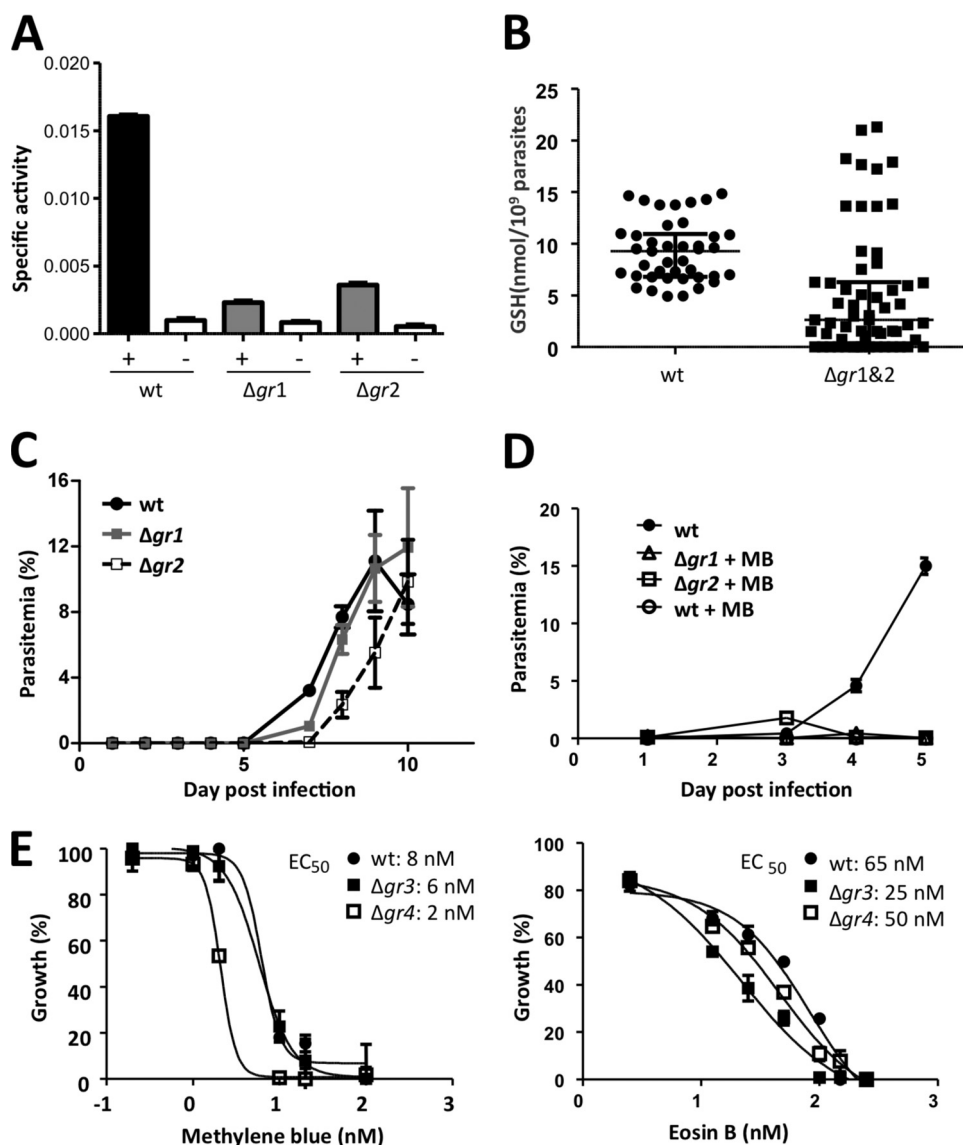 A
Specific activity
0.020
0.015
0.010
0.005
0.000
+ - + - + -
wt Δgr1 Δgr2
B
GSH(nmol/10⁹ parasites
25
20
15
10
5
0
wt Δgr1&2
C
Parasitemia (%)
16
12
8
4
0
wt
Δgr1
Δgr2
0 5 10
Day post infection
D
Parasitemia (%)
20
15
10
5
0
wt
Δgr1 + MB
Δgr2 + MB
wt + MB
0 1 2 3 4 5
Day post infection
E
Growth (%)
100
80
60
40
20
0
EC50
wt: 8 nM
Δgr3: 6 nM
Δgr4: 2 nM
-1 0 1 2 3
Methylene blue (nM)
Growth (%)
100
80
60
40
20
0
EC 50
wt: 65 nM
Δgr3: 25 nM
Δgr4: 50 nM
0 1 2 3
Eosin B (nM)